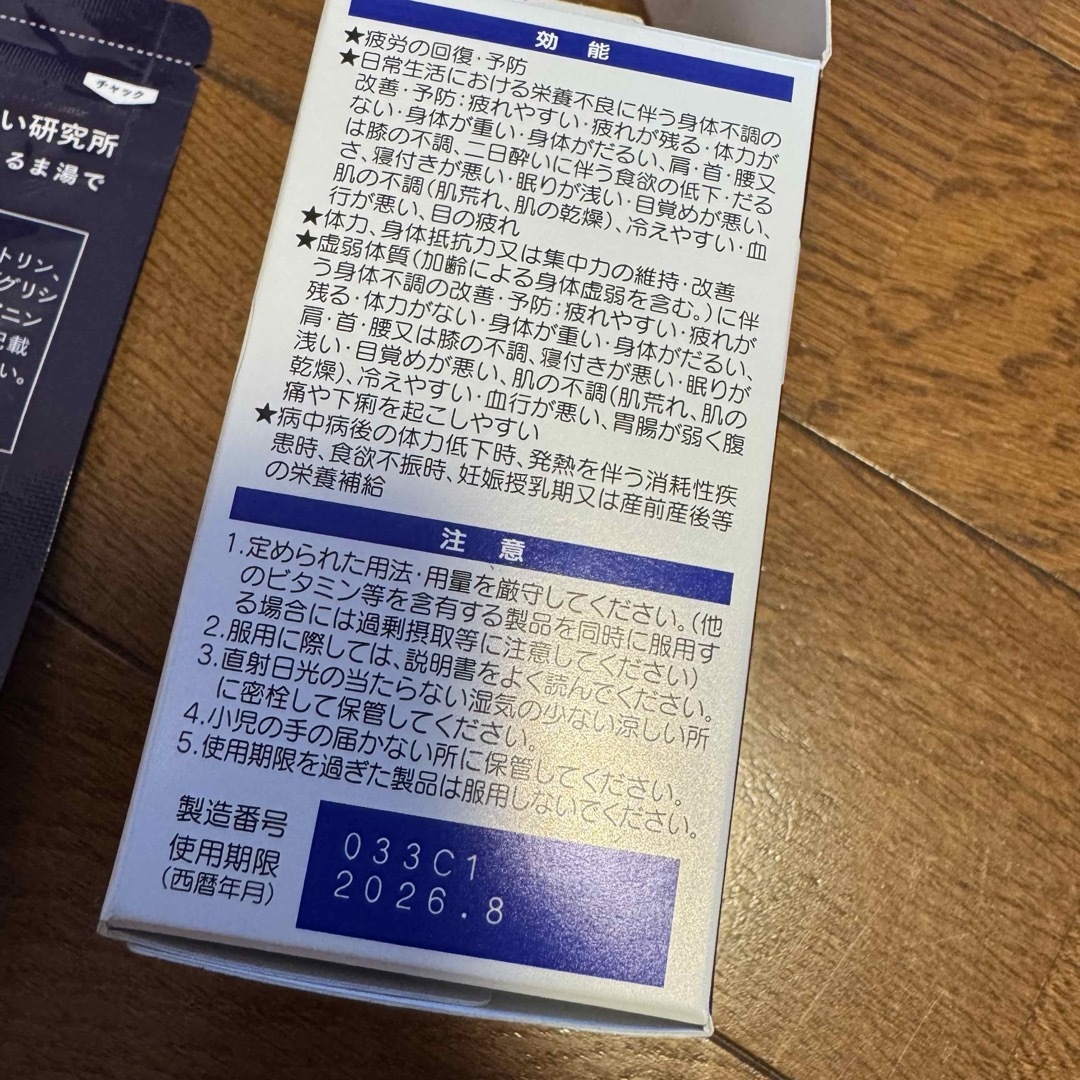 チャック
い研究所
るま湯で
トリン、
グリシ
ニン
記載
い。
効能
★疲労の回復・予防
★日常生活における栄養不良に伴う身体不調の
改善・予防：疲れやすい・疲れが残る・体力が
ない・身体が重い・身体がだるい、肩・首・腰又
は膝の不調、二日酔いに伴う食欲の低下・だる
さ、寝付きが悪い・眠りが浅い・目覚めが悪い、
肌の不調(肌荒れ、肌の乾燥)、冷えやすい・血
行が悪い、目の疲れ
★体力、身体抵抗力又は集中力の維持・改善
★虚弱体質(加齢による身体虚弱を含む。)に伴
う身体不調の改善・予防：疲れやすい・疲れが
残る・体力がない・身体が重い・身体がだるい、
肩・首・腰又は膝の不調、寝付きが悪い・眠りが
浅い・目覚めが悪い、肌の不調(肌荒れ、肌の
乾燥)、冷えやすい・血行が悪い、胃腸が弱く腹
痛や下痢を起こしやすい
★病中病後の体力低下時、発熱を伴う消耗性疾
患時、食欲不振時、妊娠授乳期又は産前産後等
の栄養補給
注意
1.定められた用法・用量を厳守してください。(他
のビタミン等を含有する製品を同時に服用す
る場合には過剰摂取等に注意してください)
2.服用に際しては、説明書をよく読んでください。
3.直射日光の当たらない湿気の少ない涼しい所
に密栓して保管してください。
4.小児の手の届かない所に保管してください。
5.使用期限を過ぎた製品は服用しないでください。
製造番号 033C1
使用期限 2026.8
(西暦年月)